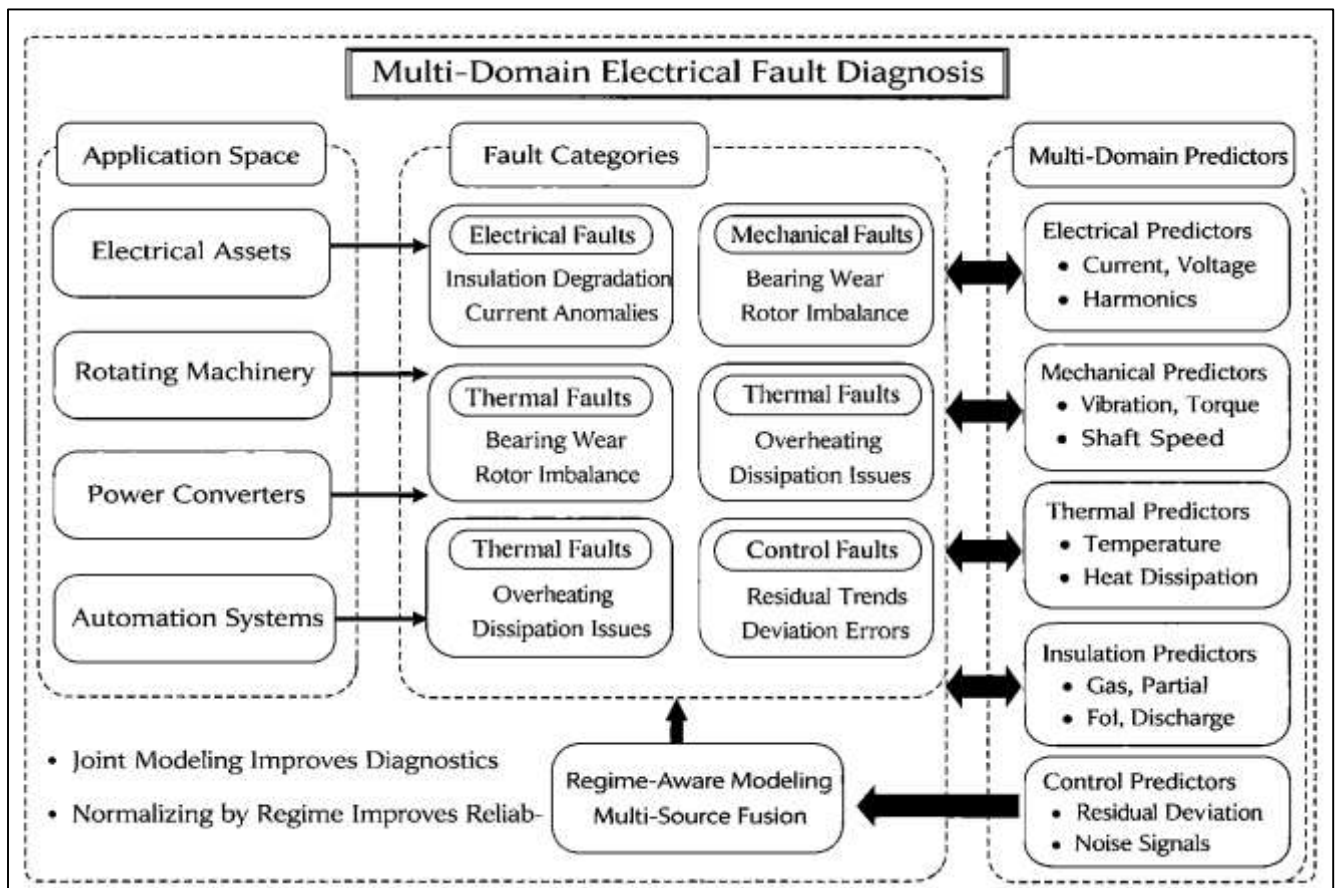 Multi-Domain Electrical Fault Diagnosis
Application Space
Electrical Assets
Rotating Machinery
Power Converters
Automation Systems
Fault Categories
Electrical Faults
Insulation Degradation
Current Anomalies
Mechanical Faults
Bearing Wear
Rotor Imbalance
Thermal Faults
Bearing Wear
Rotor Imbalance
Thermal Faults
Overheating
Dissipation Issues
Thermal Faults
Overheating
Dissipation Issues
Control Faults
Residual Trends
Deviation Errors
Multi-Domain Predictors
Electrical Predictors
• Current, Voltage
• Harmonics
Mechanical Predictors
• Vibration, Torque
• Shaft Speed
Thermal Predictors
• Temperature
• Heat Dissipation
Insulation Predictors
• Gas, Partial
• Fol, Discharge
Control Predictors
• Residual Deviation
• Noise Signals
Regime-Aware Modeling
Multi-Source Fusion
• Joint Modeling Improves Diagnostics
• Normalizing by Regime Improves Reliab-